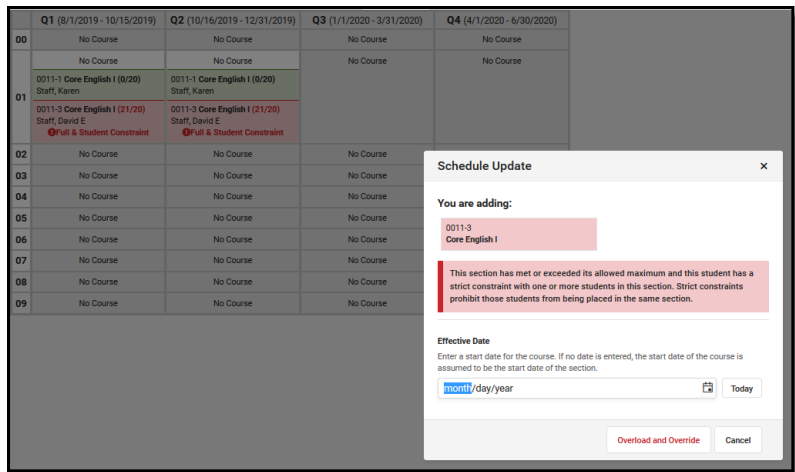 Q1 (8/1/2019 - 10/15/2019) Q2 (10/16/2019 - 12/31/2019) Q3 (1/1/2020 - 3/31/2020) Q4 (4/1/2020 - 6/30/2020)
00 No Course No Course No Course No Course
No Course No Course No Course No Course
01
0011-1 Core English I (0/20) 0011-1 Core English I (0/20)
Staff, Karen Staff, Karen
0011-3 Core English I (21/20) 0011-3 Core English I (21/20)
Staff, David E Staff, David E
Full & Student Constraint Full & Student Constraint
02 No Course No Course No Course
03 No Course No Course No Course
04 No Course No Course No Course
05 No Course No Course No Course
06 No Course No Course No Course
07 No Course No Course No Course
08 No Course No Course No Course
09 No Course No Course No Course
Schedule Update
You are adding:
0011-3
Core English I
This section has met or exceeded its allowed maximum and this student has a
strict constraint with one or more students in this section. Strict constraints
prohibit those students from being placed in the same section.
Effective Date
Enter a start date for the course. If no date is entered, the start date of the course is
assumed to be the start date of the section.
month/day/year Today
Overload and Override Cancel